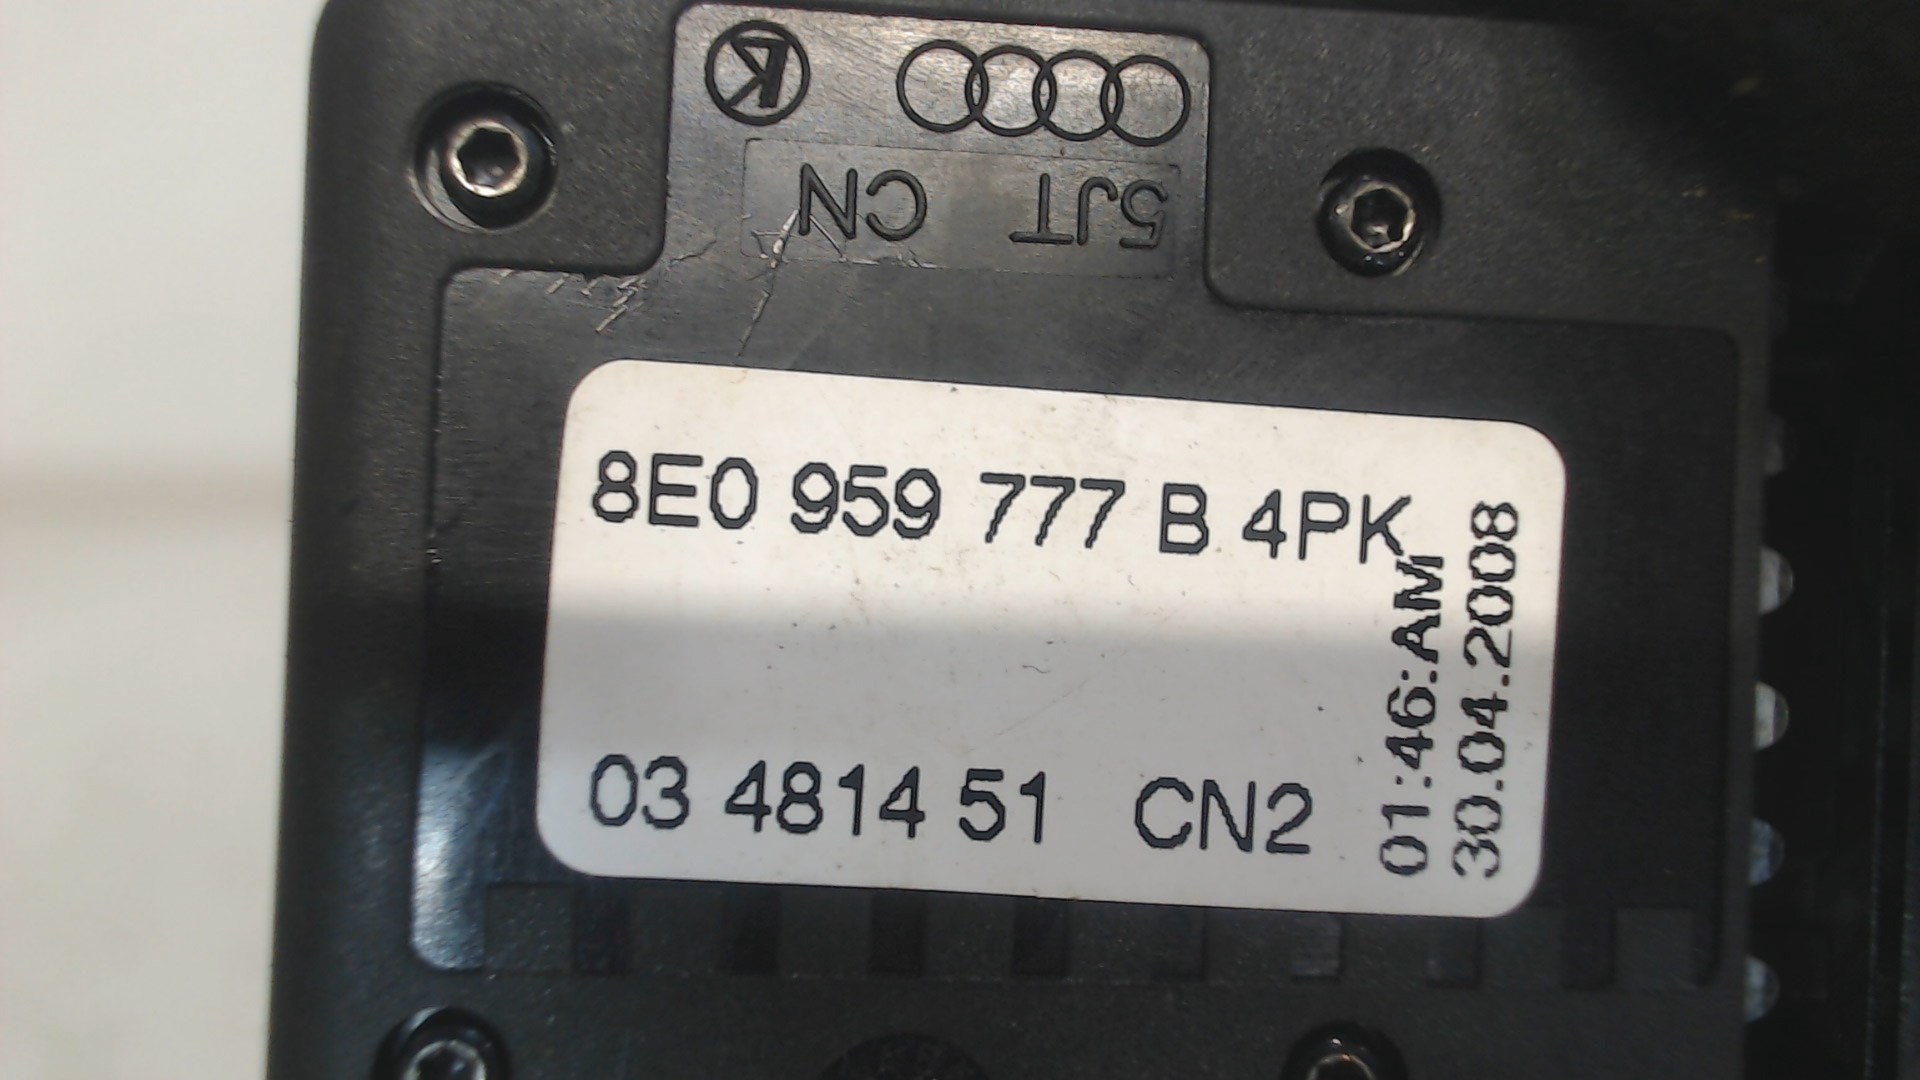 K
5JT CN
8E0 959 777 B 4PK
03 4814 51 CN2
01:46:AM
30.04.2008